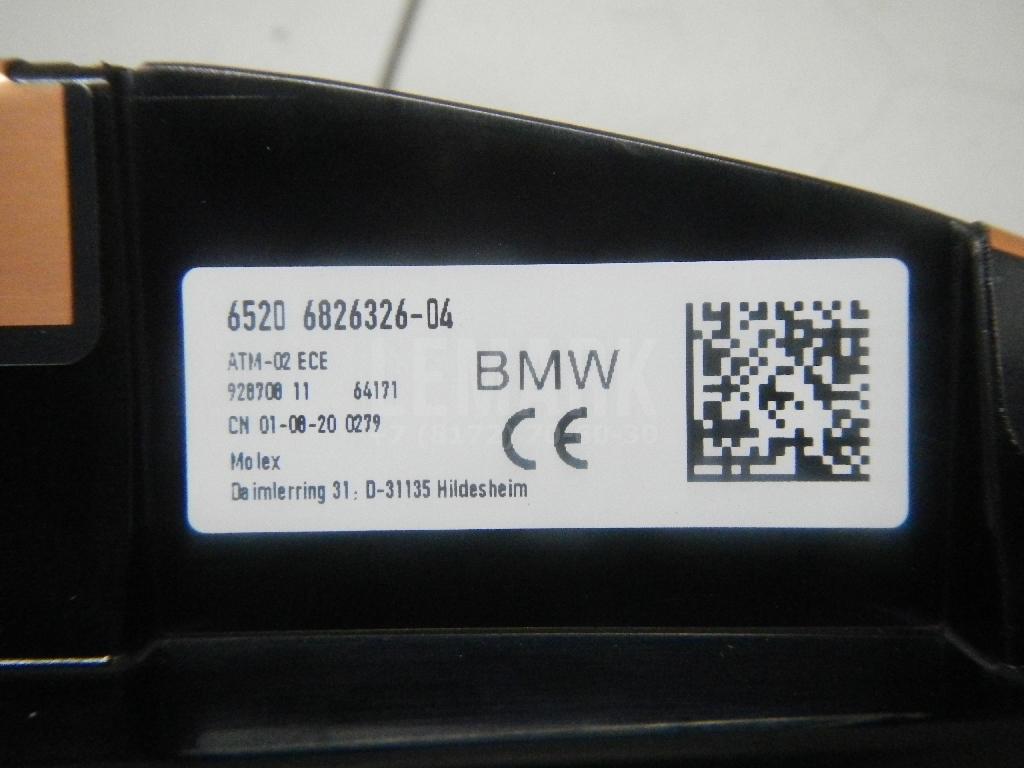 6520 6826326-04
ATM-02 ECE
928708 11 64171
CN 01-08-20 0279
Molex
Daimlerring 31; D-31135 Hildesheim
BMW
CE
LEMARK